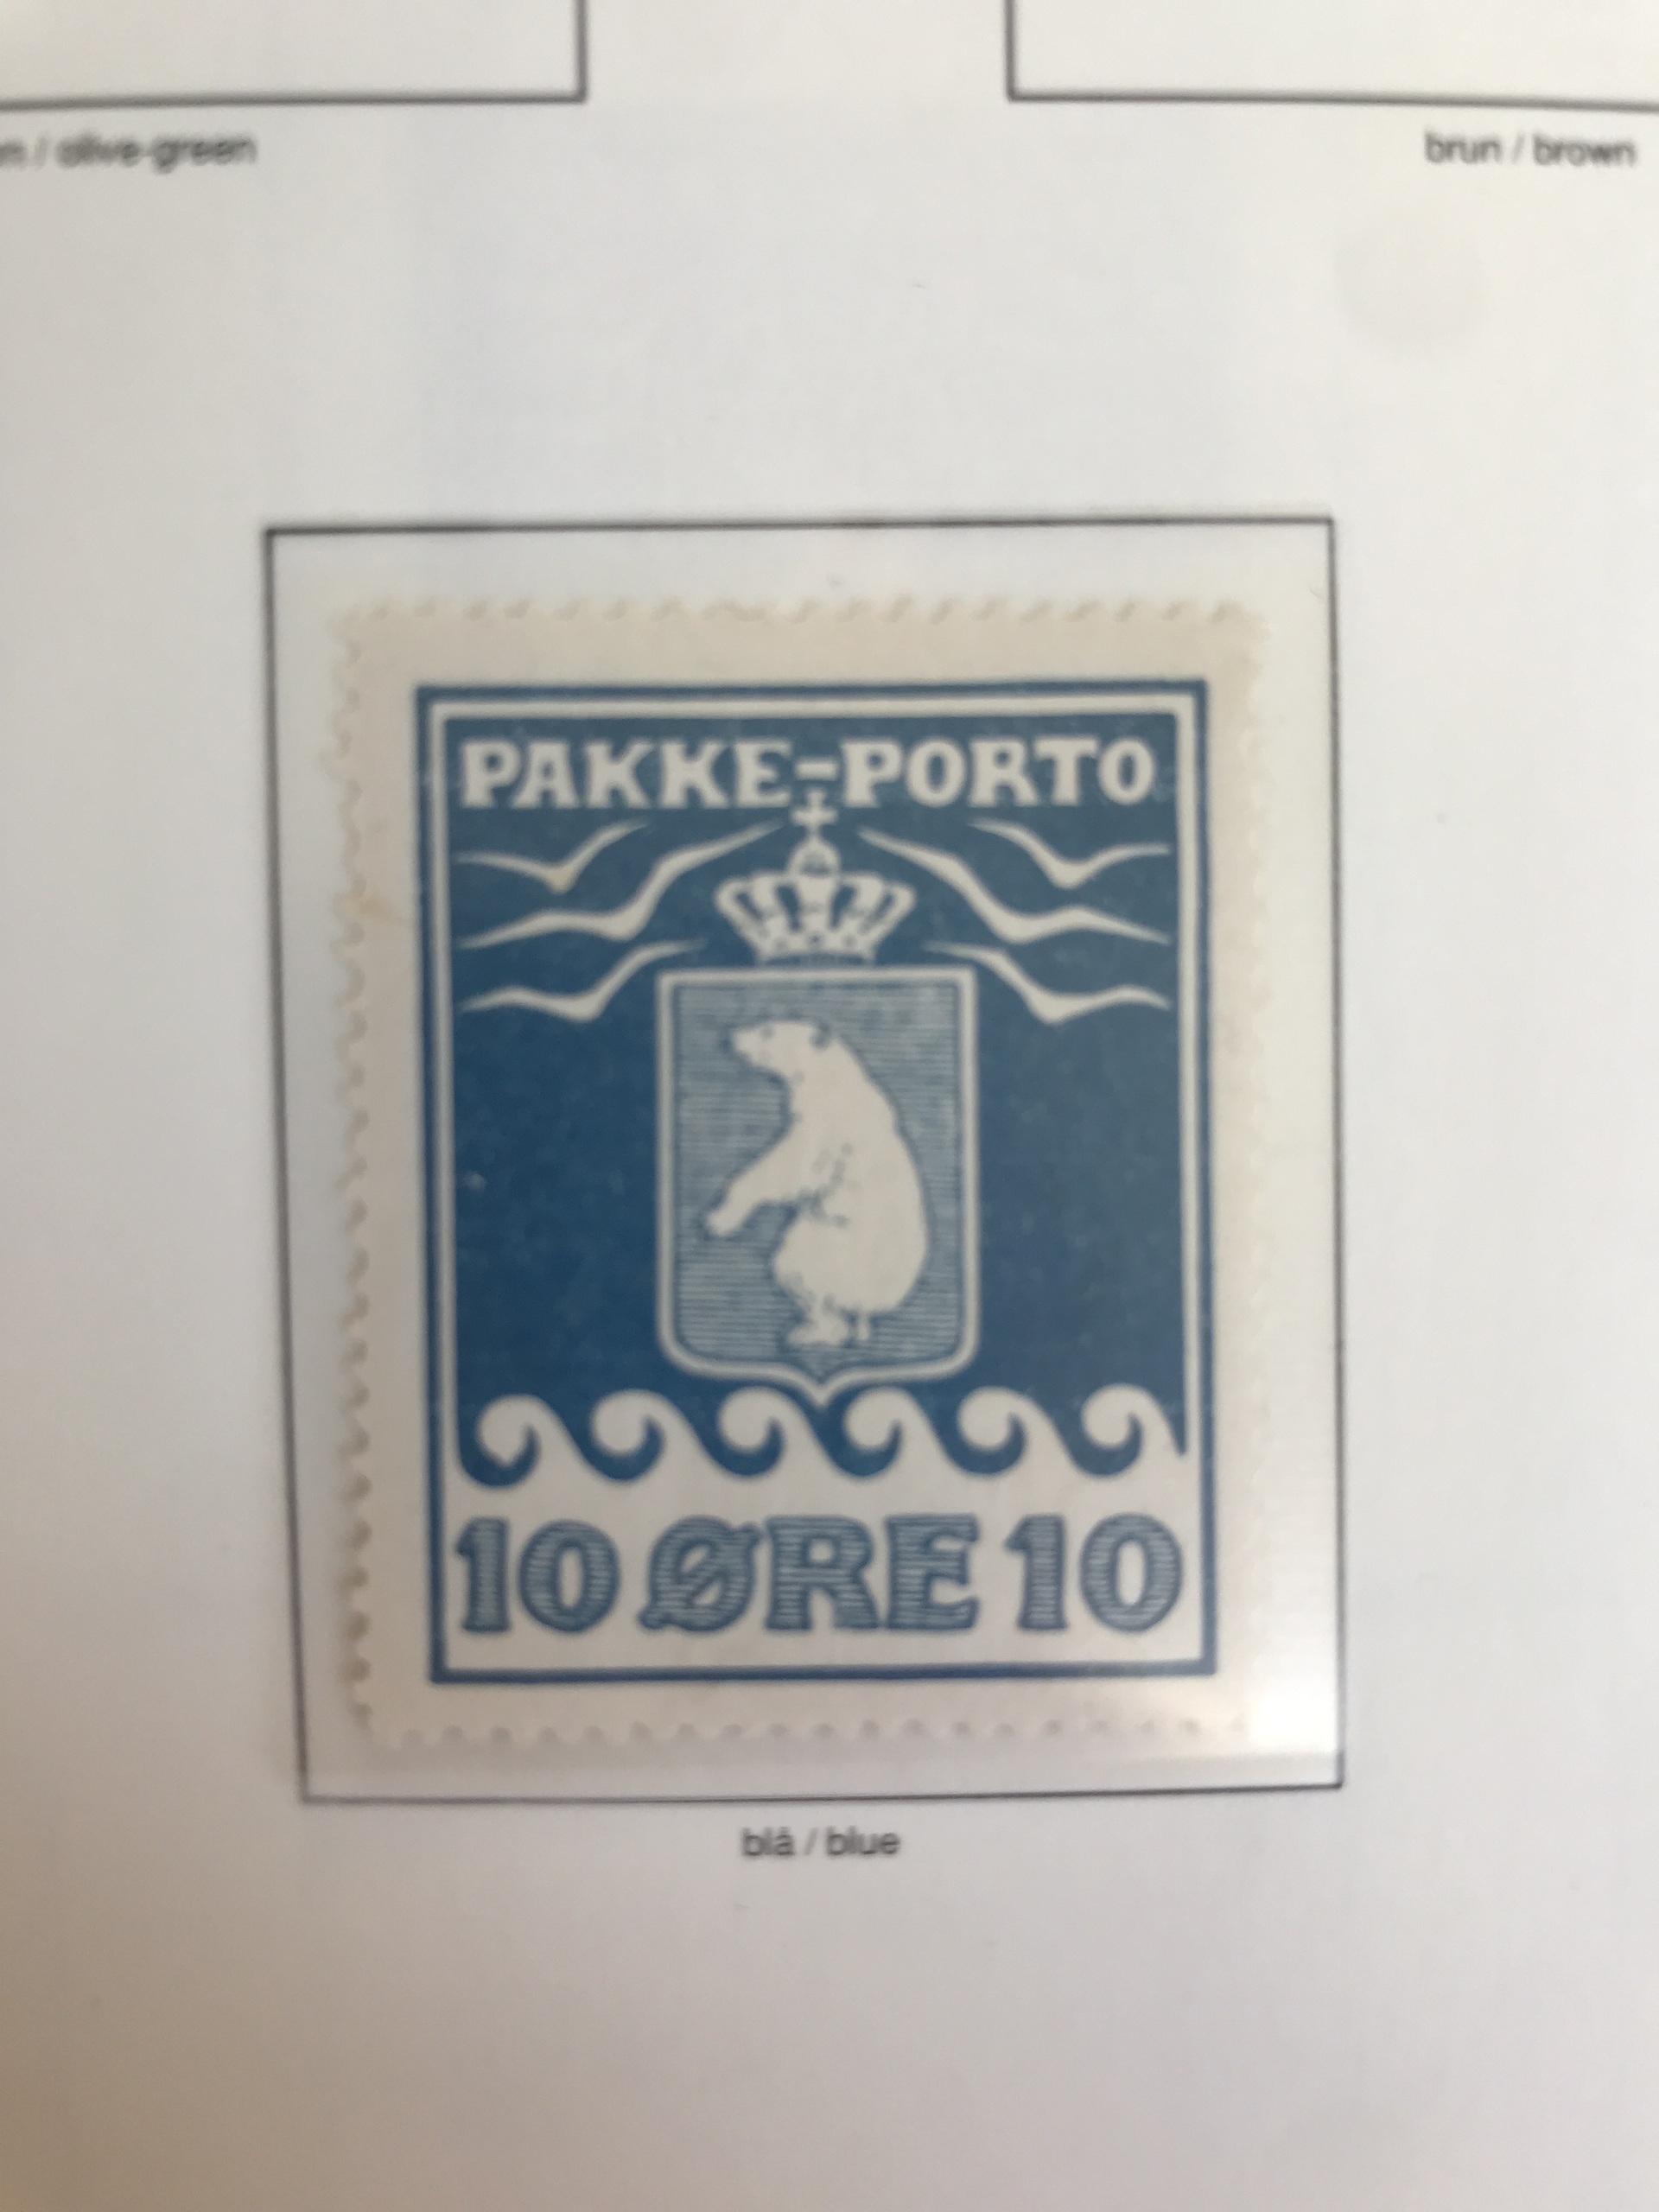 / olive-green
brun / brown
PAKKE-PORTO
10 ØRE 10
blå / blue